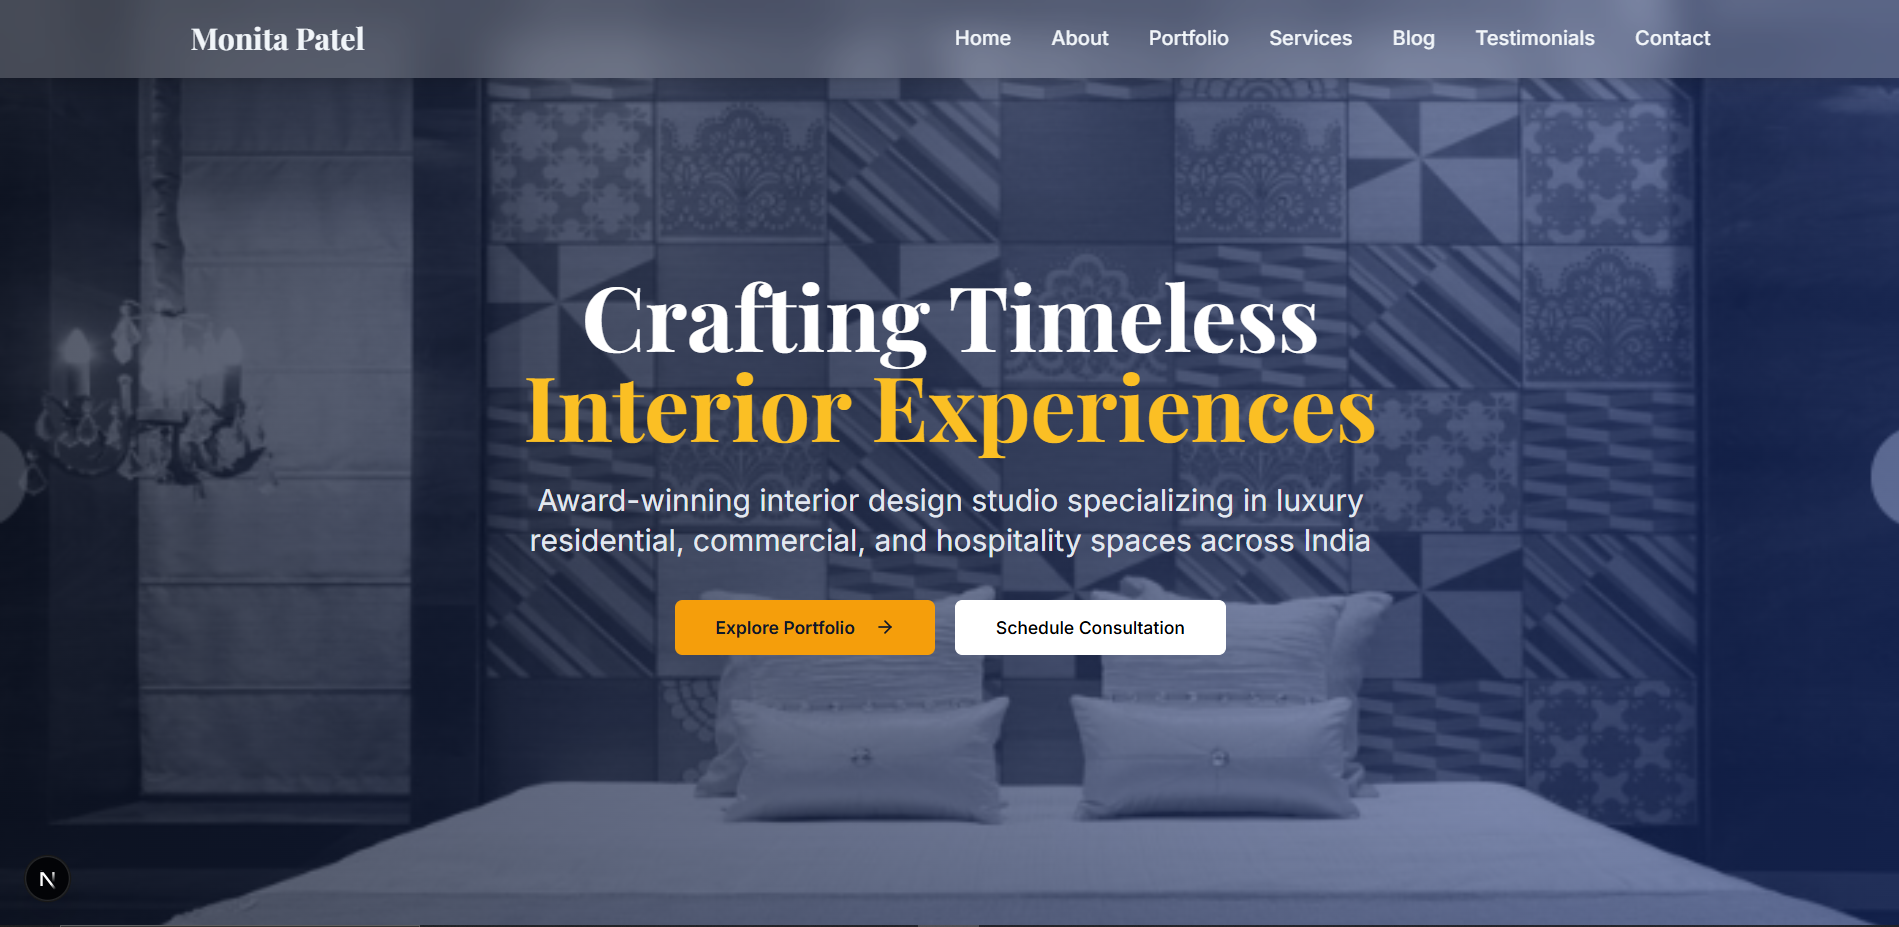 Monita Patel
Home About Portfolio Services Blog Testimonials Contact
Crafting Timeless
Interior Experiences
Award-winning interior design studio specializing in luxury
residential, commercial, and hospitality spaces across India
Explore Portfolio →
Schedule Consultation
N